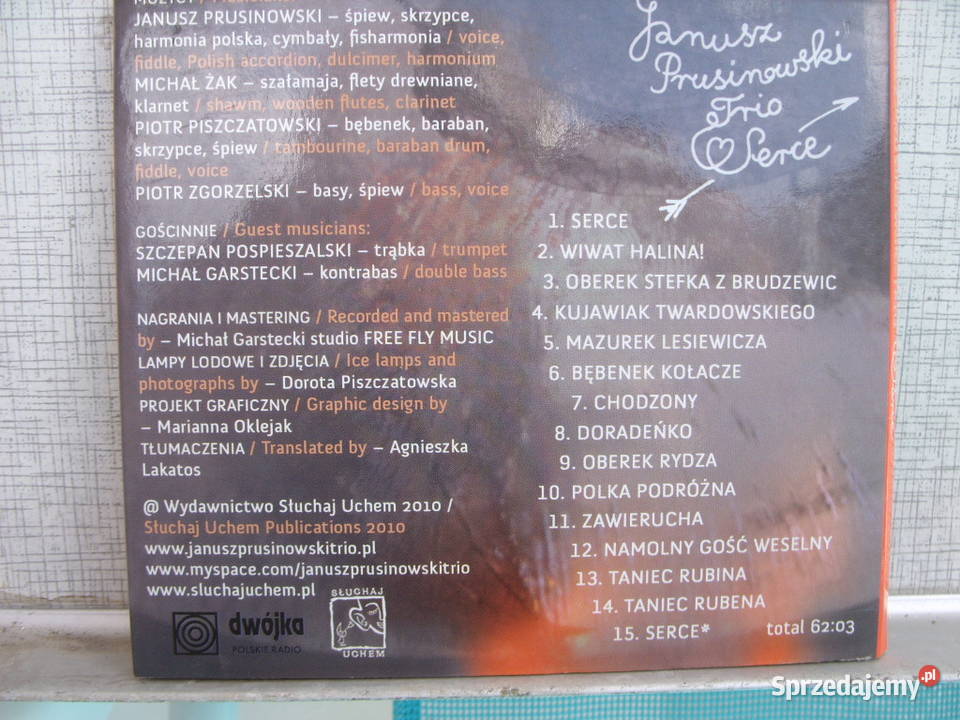 MUZYCY / Musicians:
JANUSZ PRUSINOWSKI – śpiew, skrzypce,
harmonia polska, cymbały, fisharmonia / voice,
fiddle, Polish accordion, dulcimer, harmonium
MICHAŁ ŻAK – szałamaja, flety drewniane,
klarnet / shawm, wooden flutes, clarinet
PIOTR PISZCZATOWSKI – bębenek, baraban,
skrzypce, śpiew / tambourine, baraban drum,
fiddle, voice
PIOTR ZGORZELSKI – basy, śpiew / bass, voice
GOŚCINNIE / Guest musicians:
SZCZEPAN POSPIESZALSKI – trąbka / trumpet
MICHAŁ GARSTECKI – kontrabas / double bass
NAGRANIA I MASTERING / Recorded and mastered
by – Michał Garstecki studio FREE FLY MUSIC
LAMPY LODOWE I ZDJĘCIA / Ice lamps and
photographs by – Dorota Piszczatowska
PROJEKT GRAFICZNY / Graphic design by
– Marianna Oklejak
TŁUMACZENIA / Translated by – Agnieszka
Lakatos
@ Wydawnictwo Słuchaj Uchem 2010 /
Słuchaj Uchem Publications 2010
www.januszprusinowskitrio.pl
www.myspace.com/januszprusinowskitrio
www.sluchajuchem.pl
dwójka
POLSKIE RADIO
SŁUCHAJ
UCHEM
Janusz
Prusinowski
Trio
Serce
1. SERCE
2. WIWAT HALINA!
3. OBEREK STEFKA Z BRUDZEWIC
4. KUJAWIAK TWARDOWSKIEGO
5. MAZUREK LESIEWICZA
6. BĘBENEK KOŁACZE
7. CHODZONY
8. DORADEŃKO
9. OBEREK RYDZA
10. POLKA PODRÓŻNA
11. ZAWIERUCHA
12. NAMOLNY GOŚĆ WESELNY
13. TANIEC RUBINA
14. TANIEC RUBENA
15. SERCE*
total 62:03
Sprzedajemy.pl